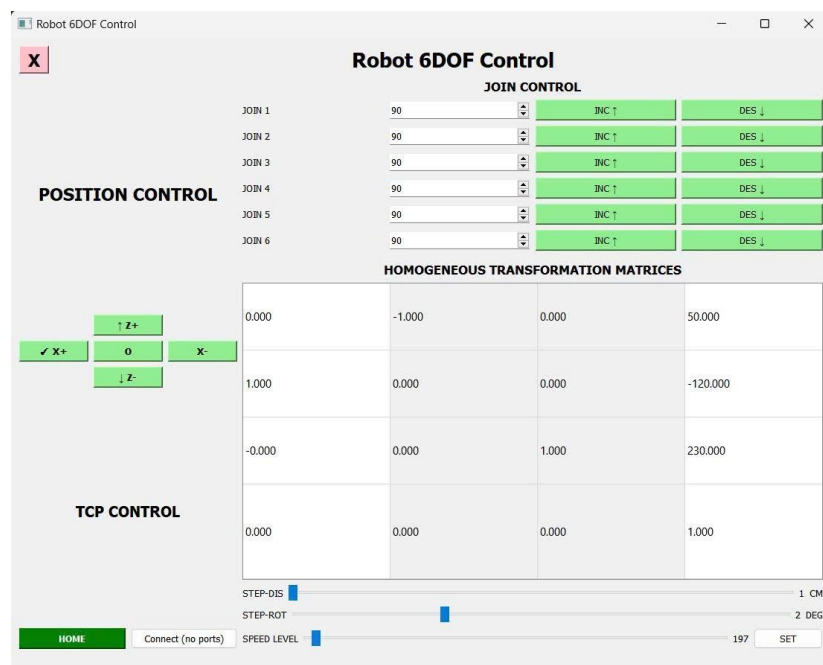 Robot 6DOF Control
X
Robot 6DOF Control
JOIN CONTROL
JOIN 1 90 INC ↑ DES ↓
JOIN 2 90 INC ↑ DES ↓
JOIN 3 90 INC ↑ DES ↓
POSITION CONTROL
JOIN 4 90 INC ↑ DES ↓
JOIN 5 90 INC ↑ DES ↓
JOIN 6 90 INC ↑ DES ↓
HOMOGENEOUS TRANSFORMATION MATRICES
0.000 -1.000 0.000 50.000
↑ Z+
✓ X+ O X-
↓ Z-
1.000 0.000 0.000 -120.000
-0.000 0.000 1.000 230.000
TCP CONTROL
0.000 0.000 0.000 1.000
STEP-DIS 1 CM
STEP-ROT 2 DEG
HOME Connect (no ports) SPEED LEVEL 197 SET